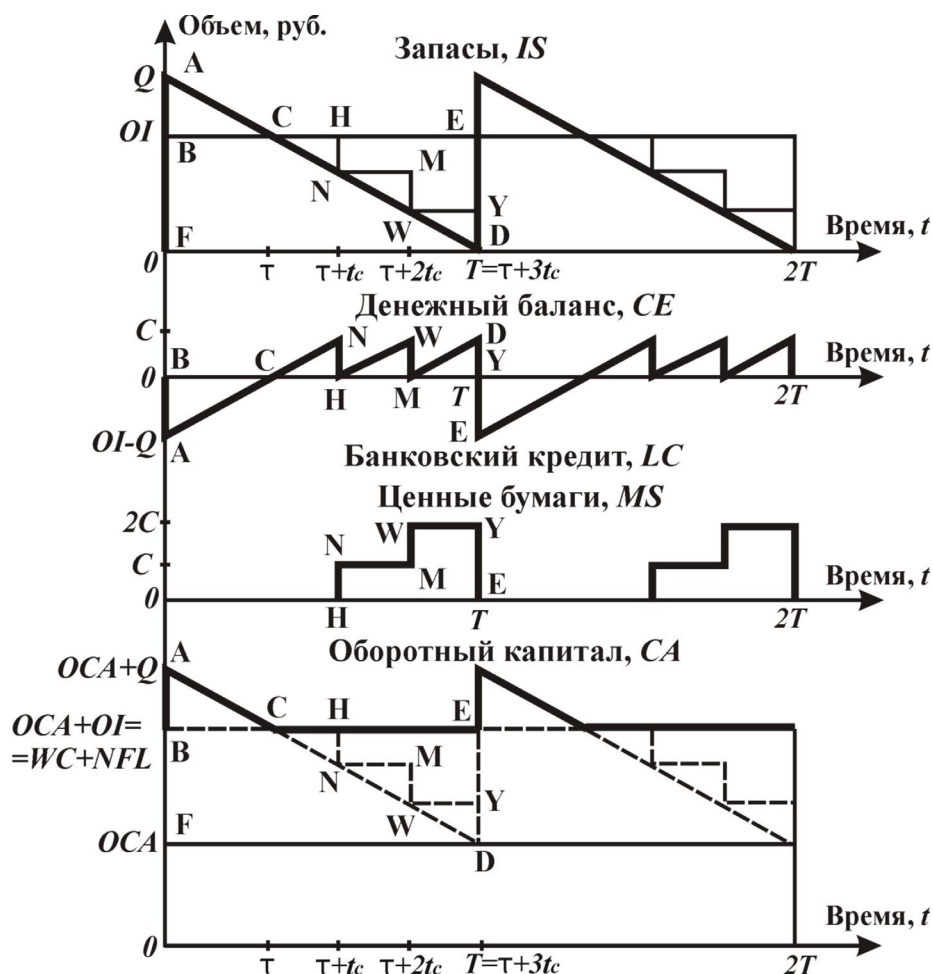 Объем, руб.
Запасы, IS
Q A
C H E
OI
B
M
N
Y
W
F D
Время, t
0 τ τ+tc τ+2tc T=τ+3tc 2T
Денежный баланс, CE
C N W D
B C Y
Время, t
0 H M T 2T
OI-Q A E
Банковский кредит, LC
Ценные бумаги, MS
2C W Y
N
C M E
Время, t
0 H T 2T
Оборотный капитал, CA
OCA+Q A
C H E
OCA+OI=
=WC+NFL B M
N Y
F W
OCA D
Время, t
0 τ τ+tc τ+2tc T=τ+3tc 2T